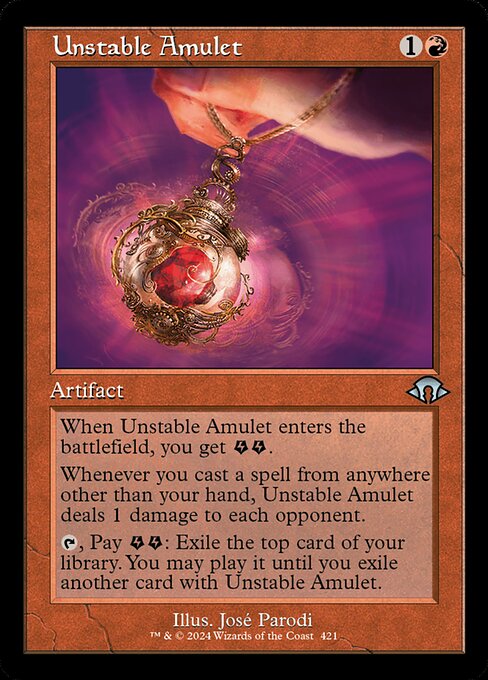 Unstable Amulet 1
Artifact
When Unstable Amulet enters the
battlefield, you get.
Whenever you cast a spell from anywhere
other than your hand, Unstable Amulet
deals 1 damage to each opponent.
, Pay : Exile the top card of your
library. You may play it until you exile
another card with Unstable Amulet.
Illus. José Parodi
™ & © 2024 Wizards of the Coast 421